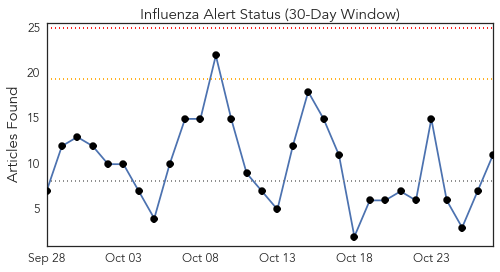 Influenza Alert Status (30-Day Window)
Articles Found
25
20
15
10
5
Sep 28
Oct 03
Oct 08
Oct 13
Oct 18
Oct 23